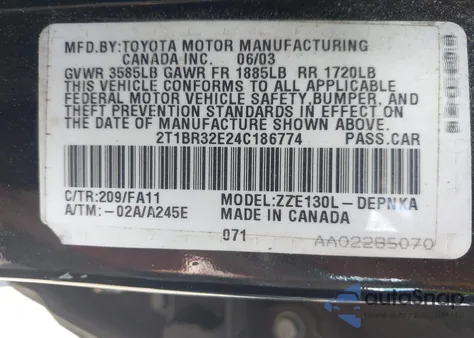 MFD.BY:TOYOTA MOTOR MANUFACTURING
CANADA INC. 06/03
GVWR 3585LB GAWR FR 1885LB RR 1720LB
THIS VEHICLE CONFORMS TO ALL APPLICABLE
FEDERAL MOTOR VEHICLE SAFETY,BUMPER, AND
THEFT PREVENTION STANDARDS IN EFFECT ON
THE DATE OF MANUFACTURE SHOWN ABOVE.
2T1BR32E24C186774 PASS.CAR
C/TR:209/FA11 MODEL:ZZE130L-DEPNKA
A/TM:-02A/A245E MADE IN CANADA
071 AA02285070
autoSnap